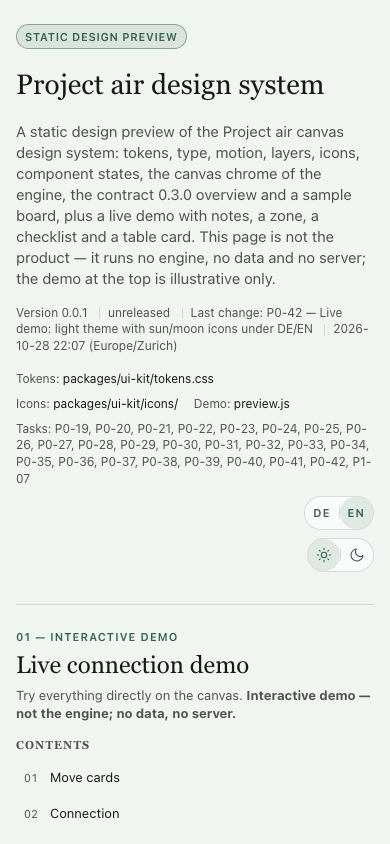 STATIC DESIGN PREVIEW
Project air design system
A static design preview of the Project air canvas
design system: tokens, type, motion, layers, icons,
component states, the canvas chrome of the
engine, the contract 0.3.0 overview and a sample
board, plus a live demo with notes, a zone, a
checklist and a table card. This page is not the
product — it runs no engine, no data and no server;
the demo at the top is illustrative only.
Version 0.0.1 | unreleased | Last change: P0-42 — Live
demo: light theme with sun/moon icons under DE/EN | 2026-
10-28 22:07 (Europe/Zurich)
Tokens: packages/ui-kit/tokens.css
Icons: packages/ui-kit/icons/ Demo: preview.js
Tasks: P0-19, P0-20, P0-21, P0-22, P0-23, P0-24, P0-25, P0-
26, P0-27, P0-28, P0-29, P0-30, P0-31, P0-32, P0-33, P0-34,
P0-35, P0-36, P0-37, P0-38, P0-39, P0-40, P0-41, P0-42, P1-
07
DE | EN
01 — INTERACTIVE DEMO
Live connection demo
Try everything directly on the canvas. Interactive demo —
not the engine; no data, no server.
CONTENTS
01 Move cards
02 Connection